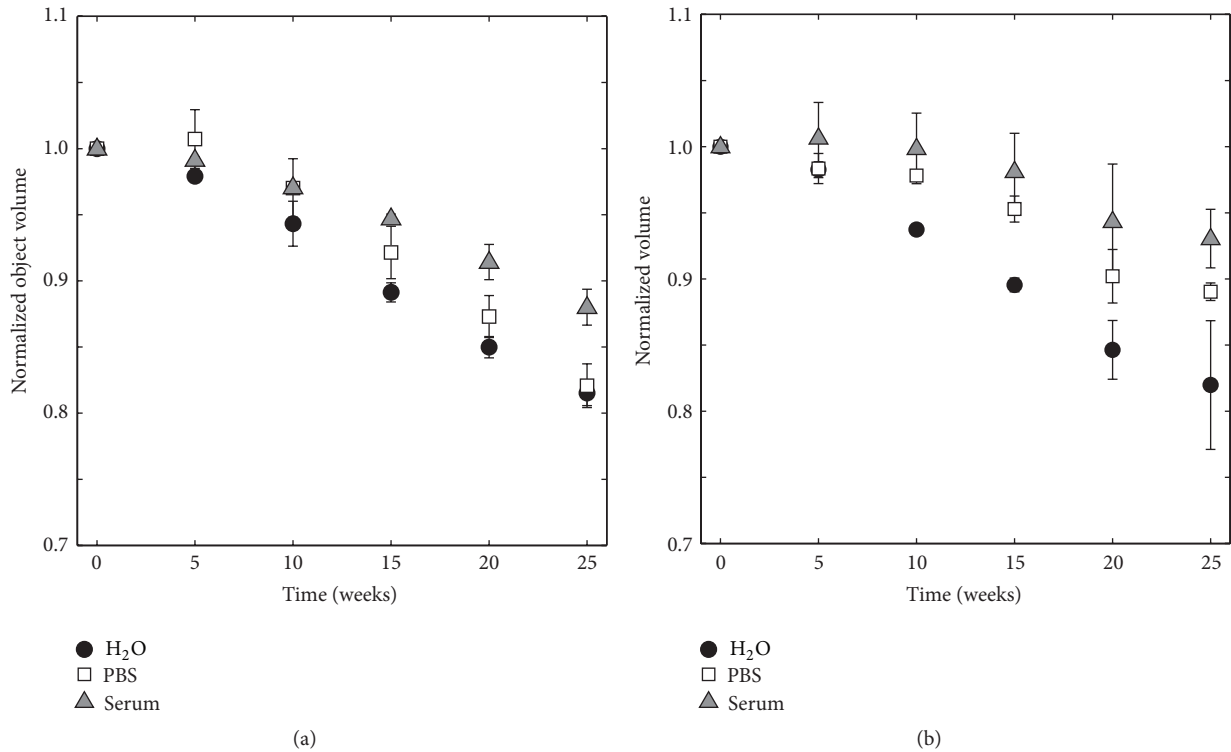 1.1
1.0
0.9
0.8
0.7
Normalized object volume
0 5 10 15 20 25
Time (weeks)
H₂O
PBS
Serum
(a)
1.1
1.0
0.9
0.8
0.7
Normalized volume
0 5 10 15 20 25
Time (weeks)
H₂O
PBS
Serum
(b)